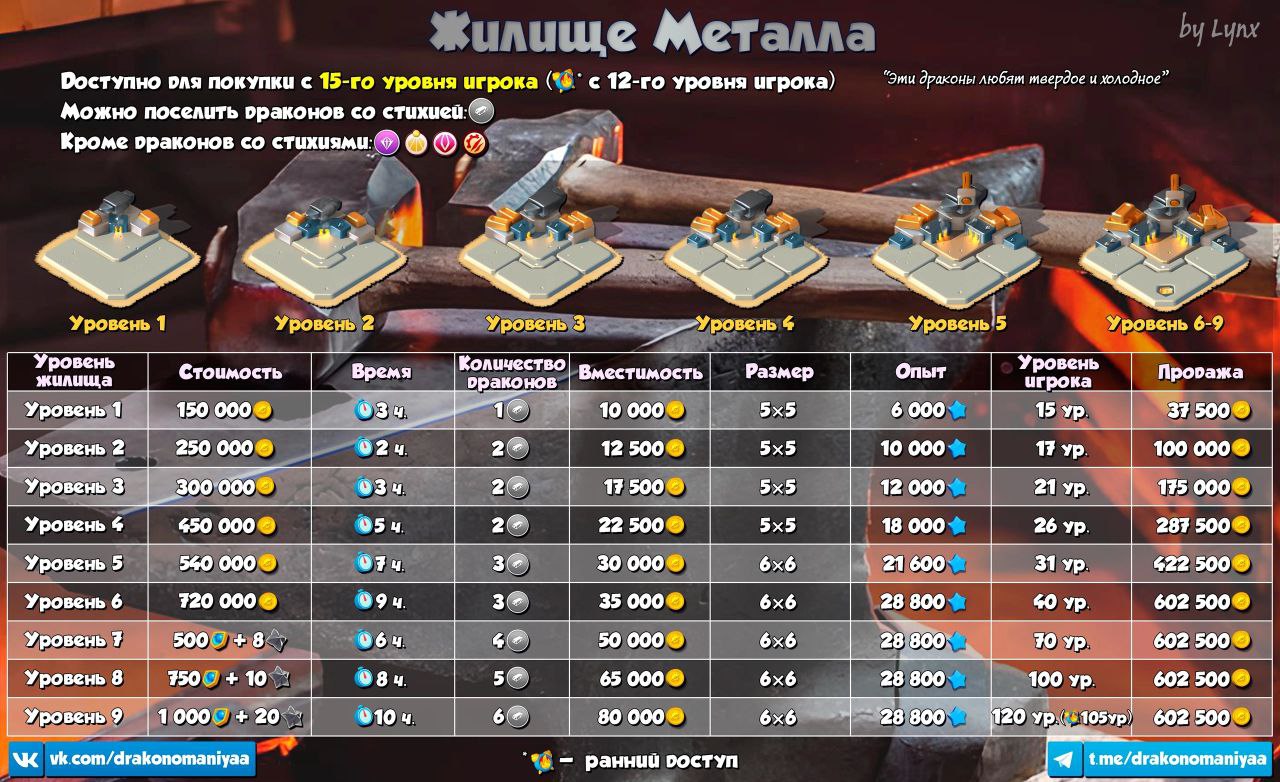 Жилище Металла
by Lynx
Доступно для покупки с 15-го уровня игрока (* с 12-го уровня игрока)
"Эти драконы любят твердое и холодное"
Можно поселить драконов со стихией:
Кроме драконов со стихиями:
Уровень 1 Уровень 2 Уровень 3 Уровень 4 Уровень 5 Уровень 6-9
Уровень жилища Стоимость Время Количество драконов Вместимость Размер Опыт Уровень игрока Продажа
Уровень 1 150 000 3 ч. 1 10 000 5×5 6 000 15 ур. 37 500
Уровень 2 250 000 2 ч. 2 12 500 5×5 10 000 17 ур. 100 000
Уровень 3 300 000 3 ч. 2 17 500 5×5 12 000 21 ур. 175 000
Уровень 4 450 000 5 ч. 2 22 500 5×5 18 000 26 ур. 287 500
Уровень 5 540 000 7 ч. 3 30 000 6×6 21 600 31 ур. 422 500
Уровень 6 720 000 9 ч. 3 35 000 6×6 28 800 40 ур. 602 500
Уровень 7 500 + 8 6 ч. 4 50 000 6×6 28 800 70 ур. 602 500
Уровень 8 750 + 10 8 ч. 5 65 000 6×6 28 800 100 ур. 602 500
Уровень 9 1 000 + 20 10 ч. 6 80 000 6×6 28 800 120 ур.(105ур) 602 500
vk.com/drakonomaniyaa
* — ранний доступ
t.me/drakonomaniyaa